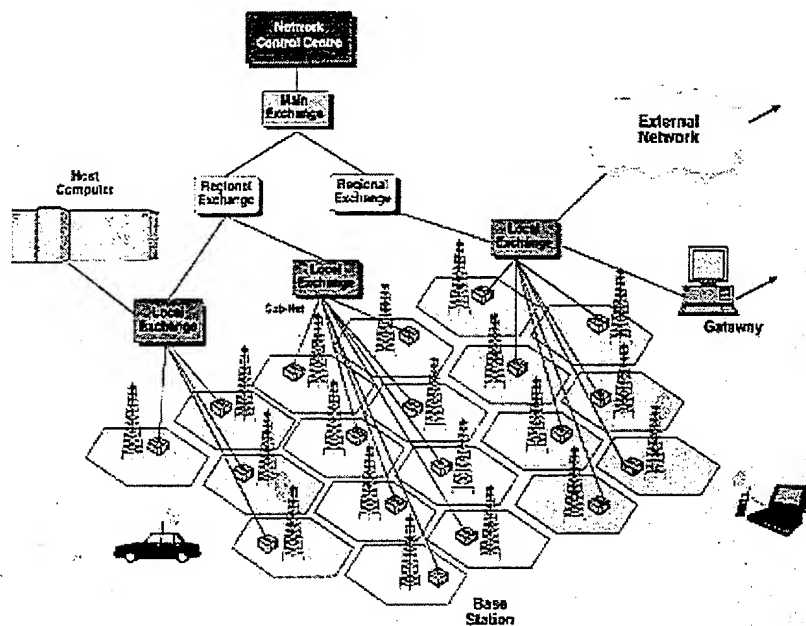 Network
Control Centre
Main
Exchange
External
Network
Host
Computer
Regional
Exchange
Regional
Exchange
Local
Exchange
Local
Exchange
Sub-Net
Local
Exchange
Gateway
Base
Station